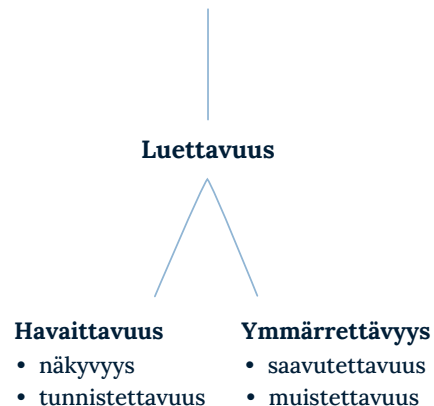 Luettavuus
Havaittavuus
• näkyvyys
• tunnistettavuus
Ymmärrettävyys
• saavutettavuus
• muistettavuus